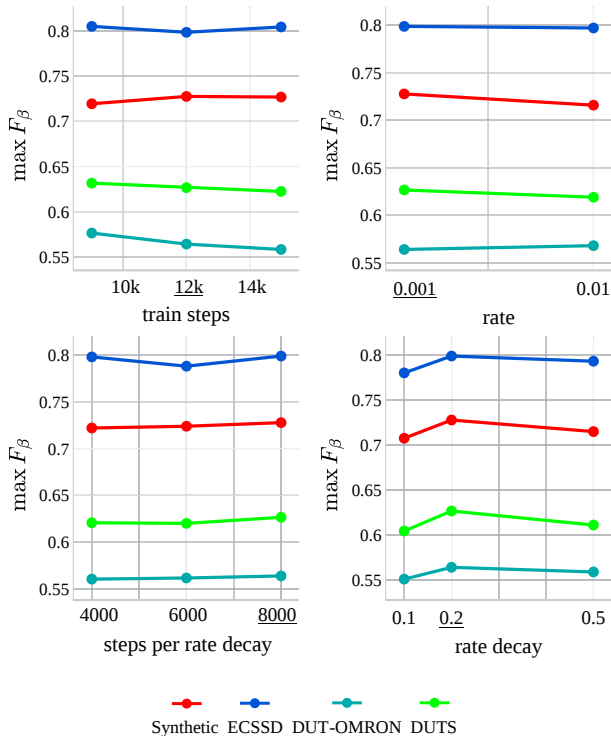 0.8
0.75
0.7
0.65
0.6
0.55
max Fβ
10k 12k 14k
train steps
0.8
0.75
0.7
0.65
0.6
0.55
max Fβ
0.001 0.01
rate
0.8
0.75
0.7
0.65
0.6
0.55
max Fβ
4000 6000 8000
steps per rate decay
0.8
0.75
0.7
0.65
0.6
0.55
max Fβ
0.1 0.2 0.5
rate decay
Synthetic ECSSD DUT-OMRON DUTS